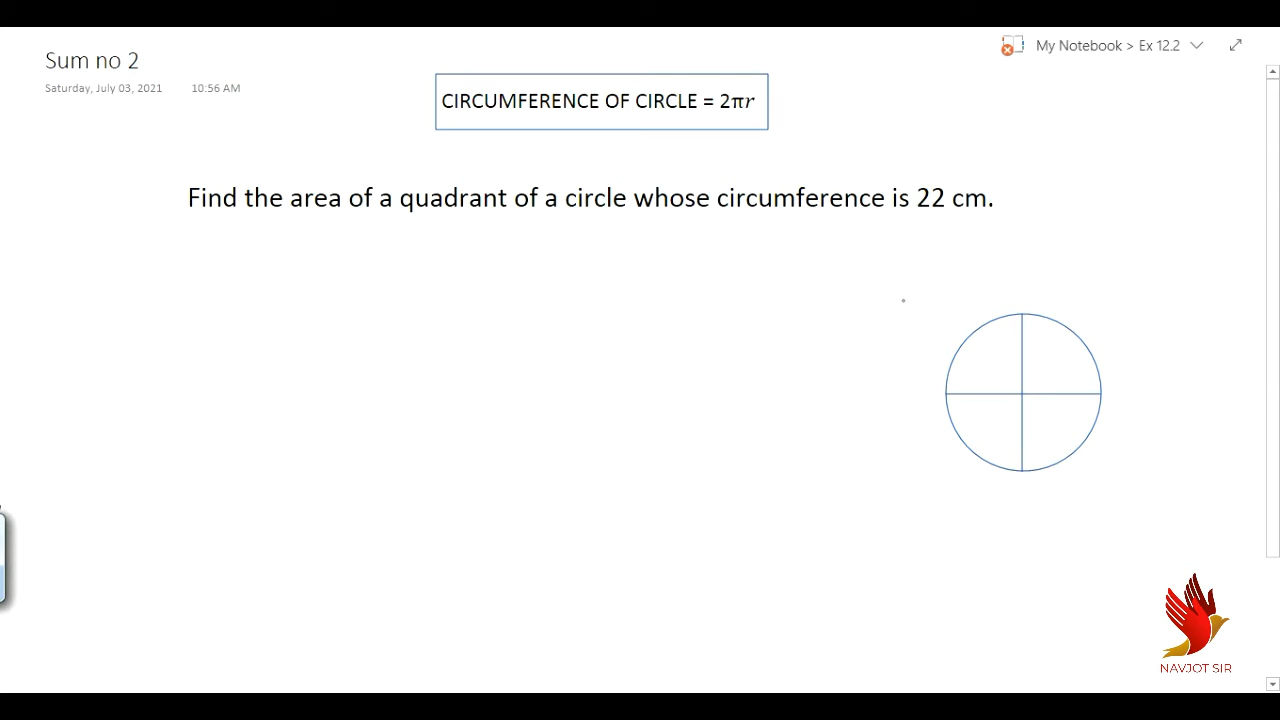 Sum no 2
Saturday, July 03, 2021 10:56 AM
My Notebook > Ex 12.2
CIRCUMFERENCE OF CIRCLE = 2πr
Find the area of a quadrant of a circle whose circumference is 22 cm.
NAVJOT SIR